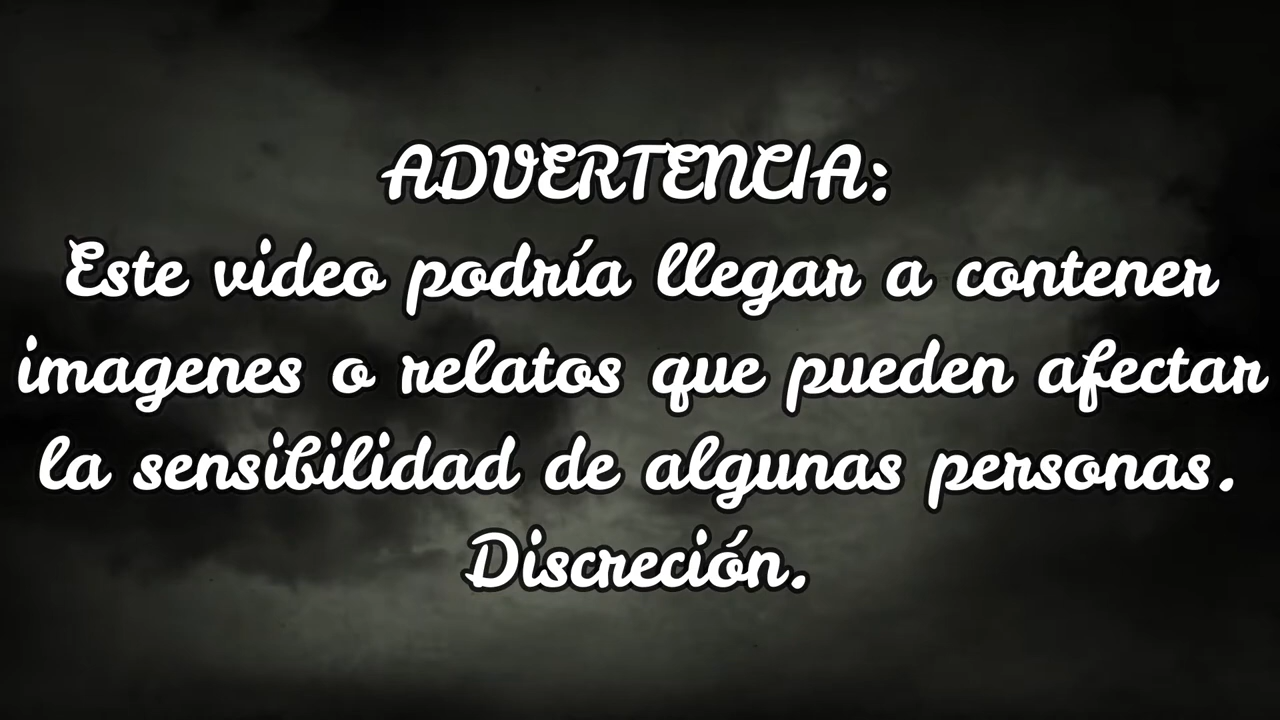 ADVERTENCIA:
Este video podría llegar a contener
imagenes o relatos que pueden afectar
la sensibilidad de algunas personas.
Discreción.